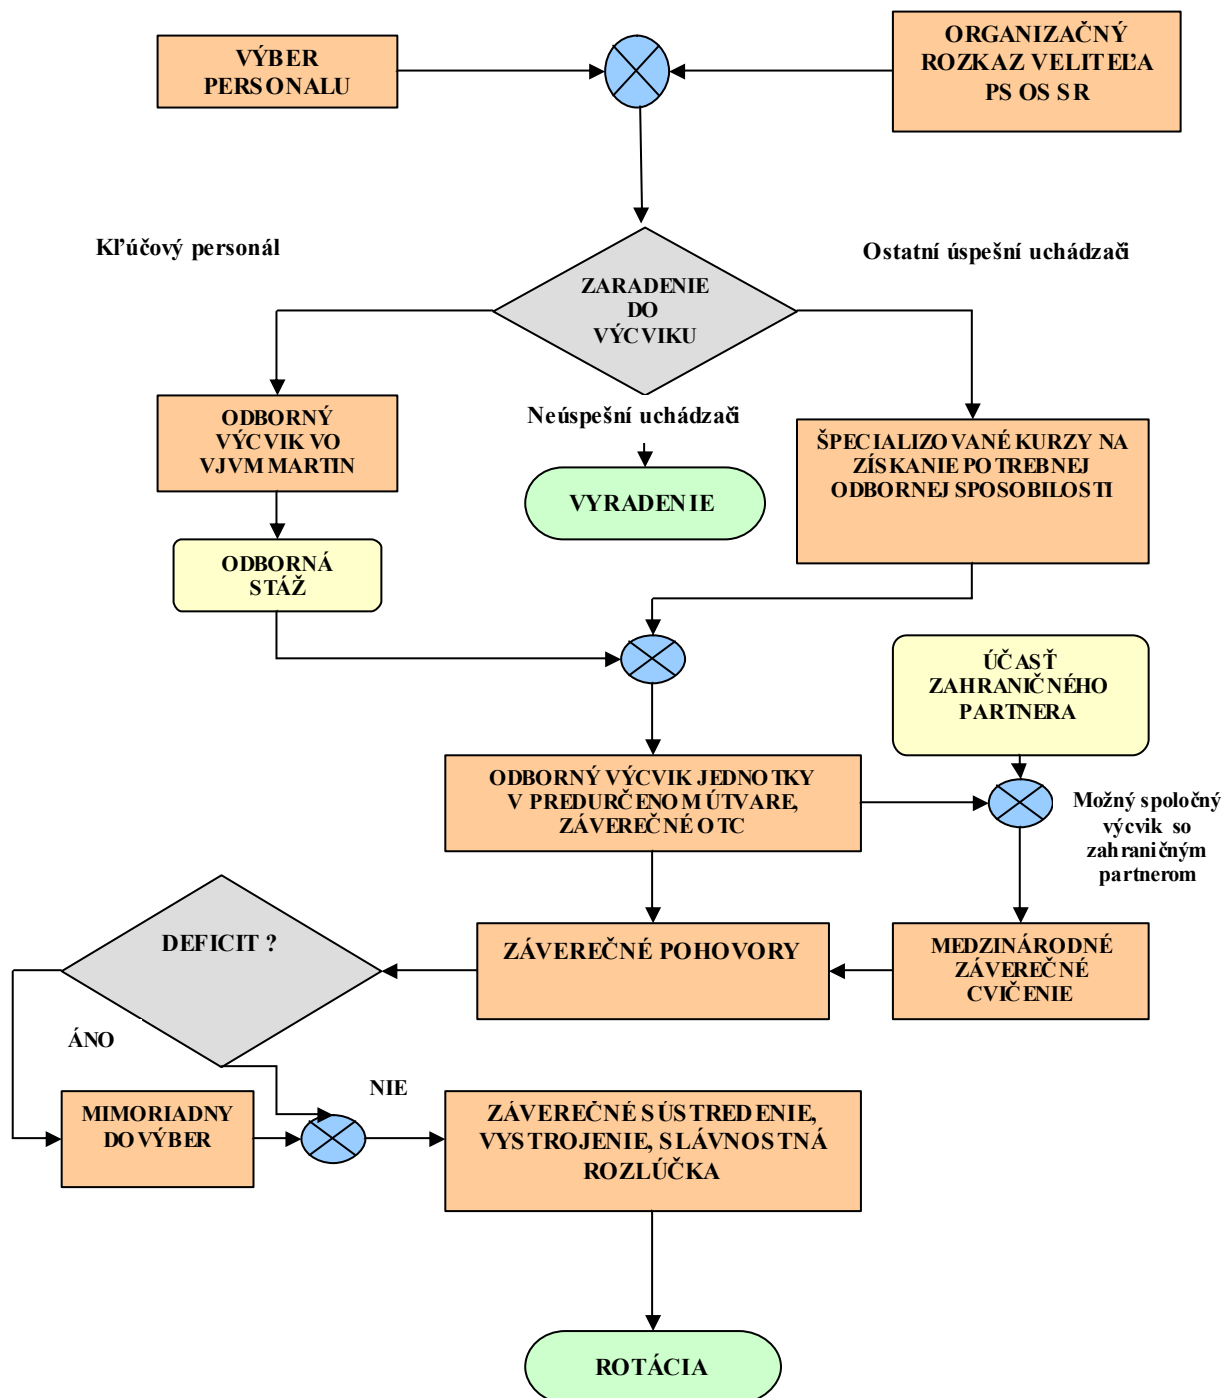 VÝBER
PERSONALU
ORGANIZAČNÝ
ROZKAZ VELITEĽA
PS OS SR
Kľúčový personál
Ostatní úspešní uchádzači
ZARADENIE
DO
VÝCVIKU
ODBORNÝ
VÝCVIK VO
VJVM MARTIN
Neúspešní uchádzači
ŠPECIALIZOVANÉ KURZY NA
ZÍSKANIE POTREBNEJ
ODBORNEJ SPOSOBILOSTI
VYRADENIE
ODBORNÁ
STÁŽ
ÚČASŤ
ZAHRANIČNÉHO
PARTNERA
ODBORNÝ VÝCVIK JEDNOTKY
V PREDURČENOM ÚTVARE,
ZÁVEREČNÉ OTC
Možný spoločný
výcvik so
zahraničným
partnerom
DEFICIT ?
ZÁVEREČNÉ POHOVORY
MEDZINÁRODNÉ
ZÁVEREČNÉ
CVIČENIE
ÁNO
NIE
MIMORIADNY
DOVÝBER
ZÁVEREČNÉ SÚSTREDENIE,
VYSTROJENIE, SLÁVNOSTNÁ
ROZLÚČKA
ROTÁCIA